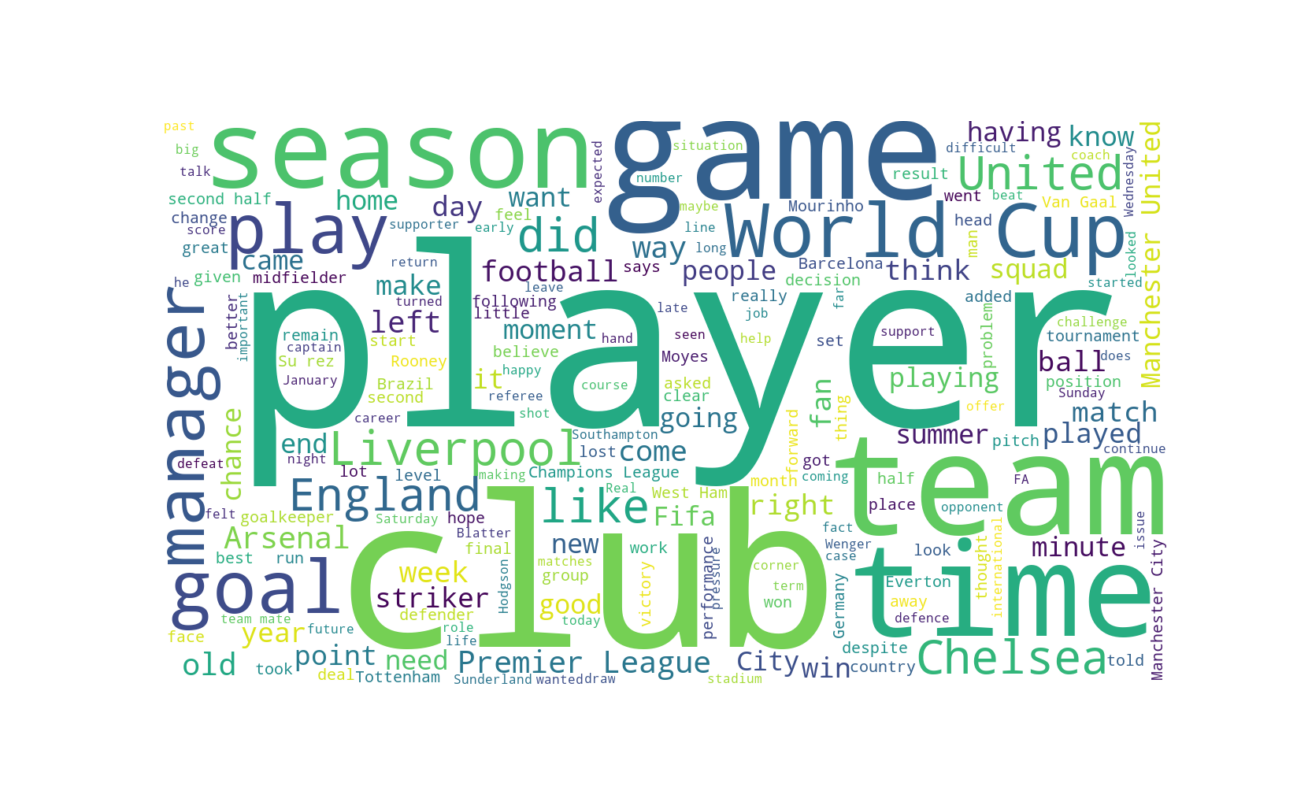 past
season
game
situation
difficult
having
know
big
talk
expected
number
result
United
coach
Wednesday
Manchester United
second half
home
want
feel
maybe
Mourinho
went
beat
Van Gaal
change
play
day
supporter
early
did
line
World Cup
head
man
looked
score
great
came
return
way
long
he
given
midfielder
make
football
says
people
Barcelona
think
squad
started
leave
decision
really
far
better
important
turned
following
little
late
job
added
problem
player
left
moment
hand
seen
help
set
support
challenge
tournament
remain
captain
start
believe
Moyes
ball
does
Su rez
Rooney
happy
January
Brazil
second
it
referee
shot
course
asked
clear
playing
position
Sunday
manager
career
going
thing
fan
offer
match
chance
end
Liverpool
Southampton
forward
summer
pitch
played
continue
defeat
night
lot
level
making
Champions League
lost
come
month
got
coming
team
half
FA
England
Real
West Ham
right
place
opponent
felt
goalkeeper
Saturday
hope
like
Fifa
fact
international
issue
Arsenal
Blatter
club
new
work
performance
pressure
Wenger
case
look
time
minute
Manchester City
best
run
final
matches
group
corner
thought
goal
week
Hodgson
term
Everton
striker
good
victory
won
Germany
away
defender
defence
team mate
future
role
today
face
year
life
despite
old
took
point
need
Premier League
City
win
country
Chelsea
told
deal
Tottenham
Sunderland
wanted
draw
stadium